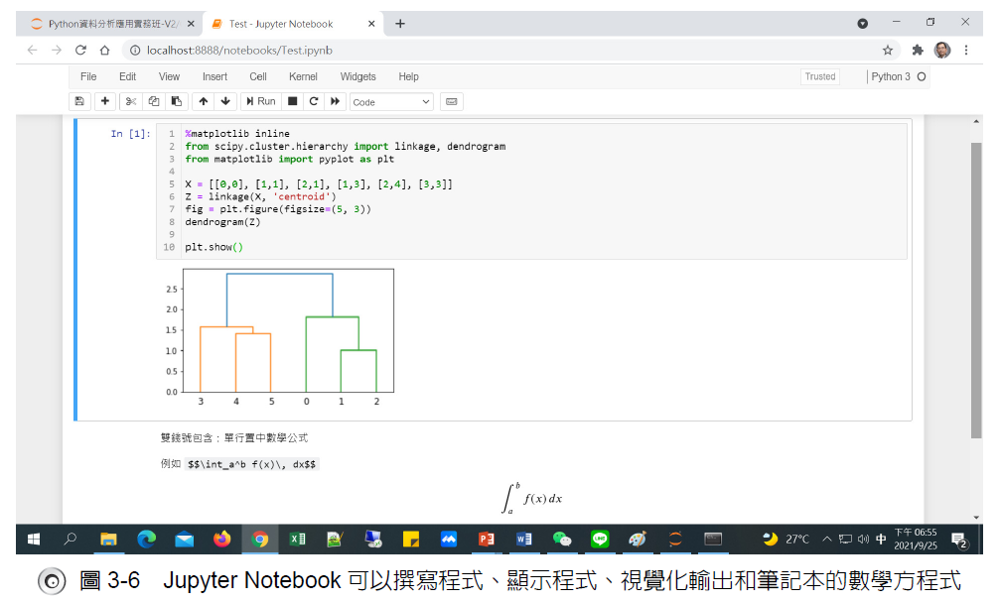 Python資料分析應用實務班-V2/
Test - Jupyter Notebook
localhost:8888/notebooks/Test.ipynb
File Edit View Insert Cell Kernel Widgets Help
Trusted
Python 3
Run
Code
In [1]:
1 %matplotlib inline
2 from scipy.cluster.hierarchy import linkage, dendrogram
3 from matplotlib import pyplot as plt
4
5 X = [[0,0], [1,1], [2,1], [1,3], [2,4], [3,3]]
6 Z = linkage(X, 'centroid')
7 fig = plt.figure(figsize=(5, 3))
8 dendrogram(Z)
9
10 plt.show()
2.5
2.0
1.5
1.0
0.5
0.0
3 4 5 0 1 2
雙錢號包含：單行置中數學公式
例如 $$\int_a^b f(x)\, dx$$
∫_a^b f(x) dx
27°C
中
下午 06:55
2021/9/25
2
圖 3-6 Jupyter Notebook 可以撰寫程式、顯示程式、視覺化輸出和筆記本的數學方程式